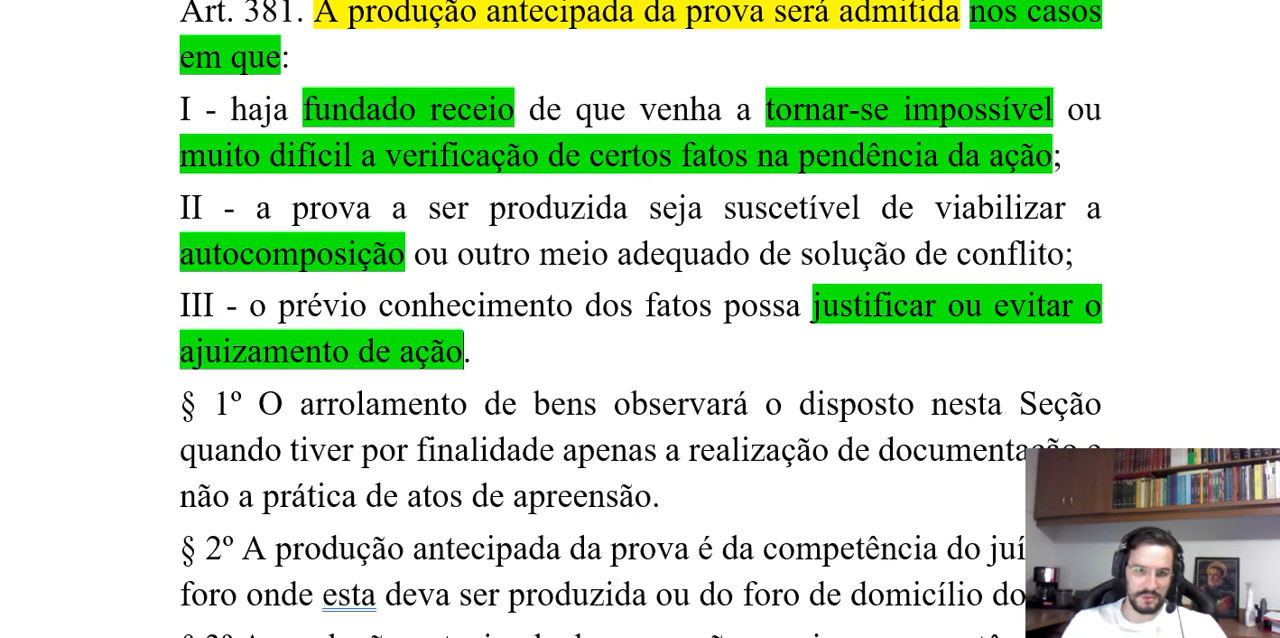 Art. 381. A produção antecipada da prova será admitida nos casos
em que:
I - haja fundado receio de que venha a tornar-se impossível ou
muito difícil a verificação de certos fatos na pendência da ação;
II - a prova a ser produzida seja suscetível de viabilizar a
autocomposição ou outro meio adequado de solução de conflito;
III - o prévio conhecimento dos fatos possa justificar ou evitar o
ajuizamento de ação.
§ 1º O arrolamento de bens observará o disposto nesta Seção
quando tiver por finalidade apenas a realização de documentação e
não a prática de atos de apreensão.
§ 2º A produção antecipada da prova é da competência do
foro onde esta deva ser produzida ou do foro de domicílio do